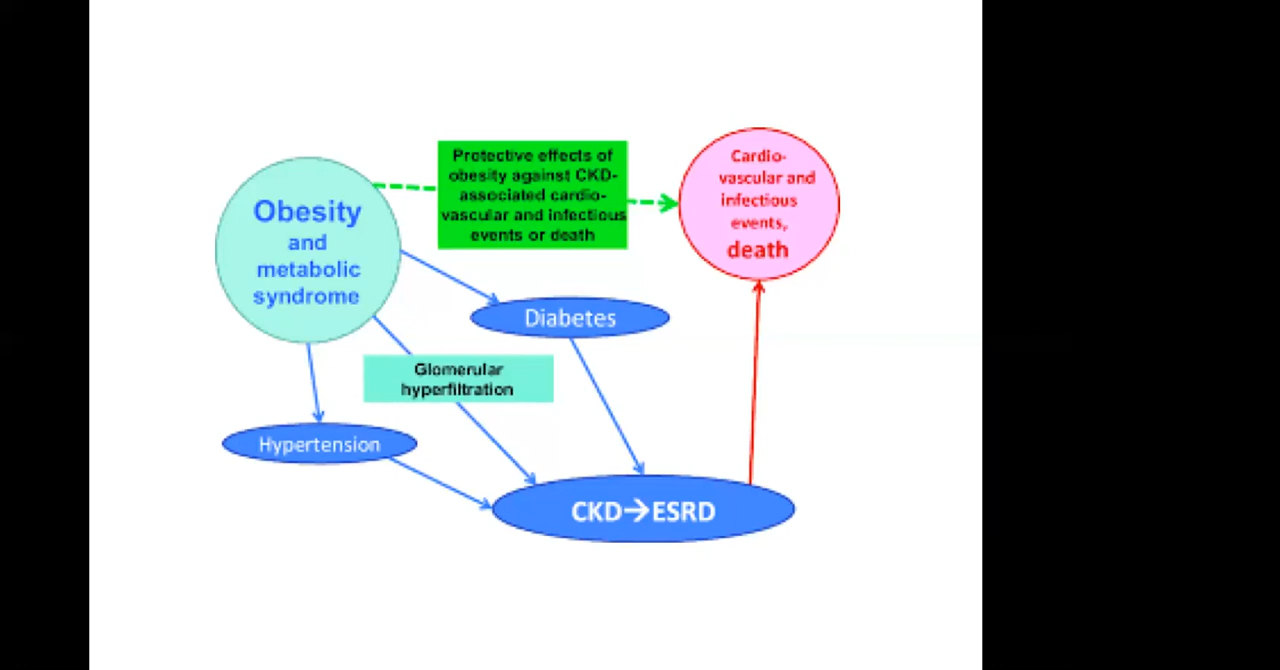 Obesity
and
metabolic
syndrome
Protective effects of
obesity against CKD-
associated cardio-
vascular and infectious
events or death
Cardio-
vascular and
infectious
events,
death
Diabetes
Glomerular
hyperfiltration
Hypertension
CKD→ESRD